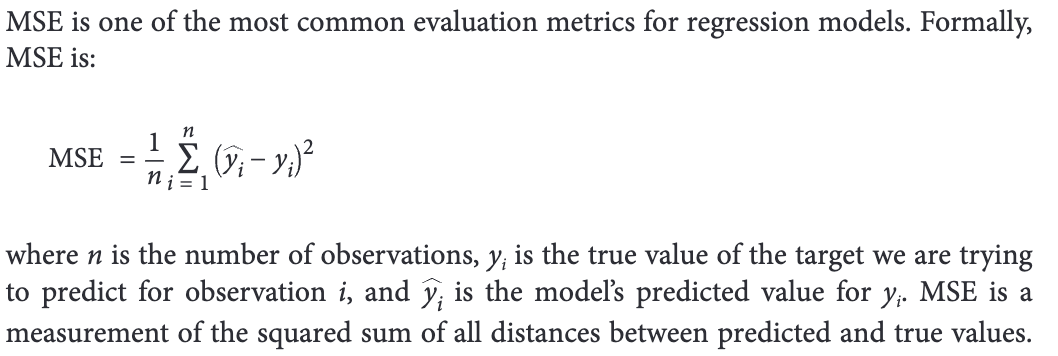 MSE is one of the most common evaluation metrics for regression models. Formally,
MSE is:
MSE = \frac{1}{n} \sum_{i=1}^{n} (\widehat{y}_i - y_i)^2
where n is the number of observations, y_i is the true value of the target we are trying
to predict for observation i, and \widehat{y}_i is the model’s predicted value for y_i. MSE is a
measurement of the squared sum of all distances between predicted and true values.